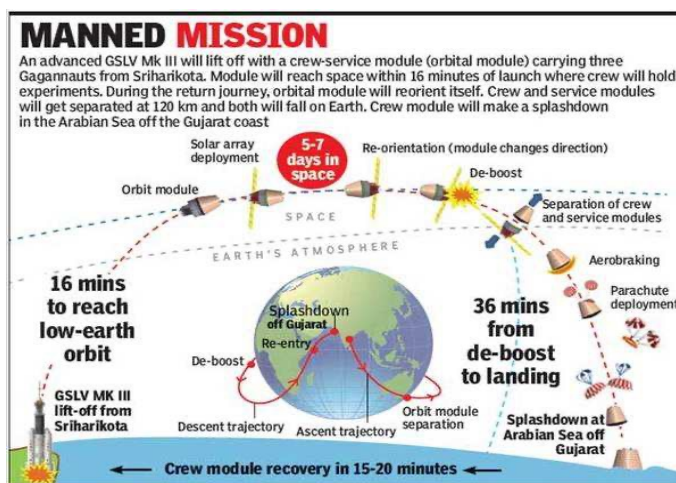 MANNED MISSION
An advanced GSLV Mk III will lift off with a crew-service module (orbital module) carrying three
Gagannauts from Sriharikota. Module will reach space within 16 minutes of launch where crew will hold
experiments. During the return journey, orbital module will reorient itself. Crew and service modules
will get separated at 120 km and both will fall on Earth. Crew module will make a splashdown
in the Arabian Sea off the Gujarat coast
Solar array
deployment
5-7
days in
space
Re-orientation (module changes direction)
De-boost
Orbit module
SPACE
Separation of crew
and service modules
EARTH'S ATMOSPHERE
Aerobraking
16 mins
to reach
low-earth
orbit
Splashdown
off Gujarat
Re-entry
De-boost
36 mins
from
de-boost
to landing
Parachute
deployment
GSLV MK III
lift-off from
Sriharikota
Descent trajectory
Ascent trajectory
Orbit module
separation
Splashdown at
Arabian Sea off
Gujarat
Crew module recovery in 15-20 minutes